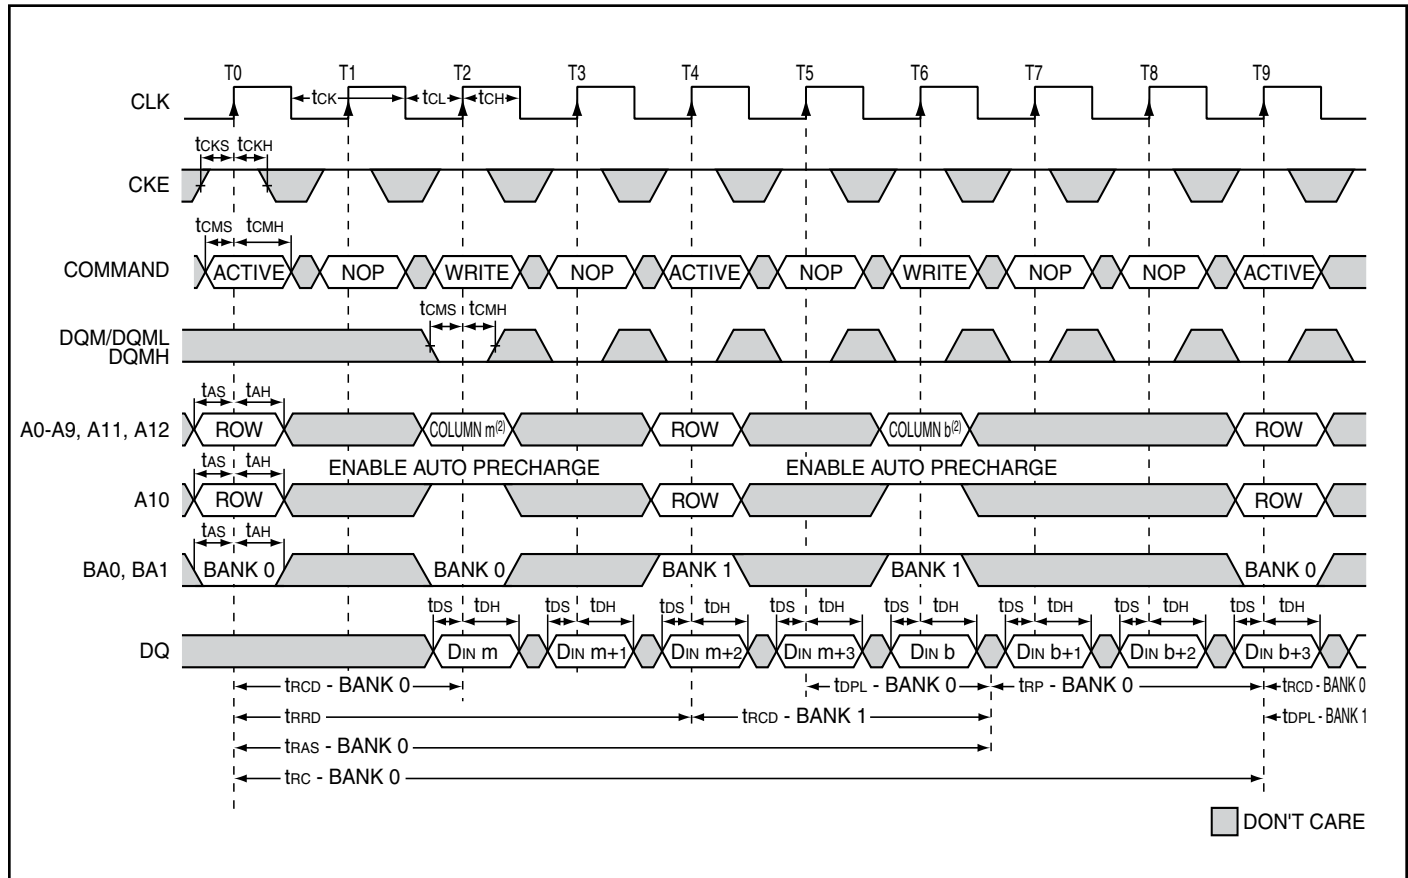 T0 T1 T2 T3 T4 T5 T6 T7 T8 T9
CLK tCK tCL tCH
tCKS tCKH
CKE
tCMS tCMH
COMMAND ACTIVE NOP WRITE NOP ACTIVE NOP WRITE NOP NOP ACTIVE
tCMS tCMH
DQM/DQML
DQMH
tAS tAH
A0-A9, A11, A12 ROW COLUMN m(2) ROW COLUMN b(2) ROW
tAS tAH ENABLE AUTO PRECHARGE ENABLE AUTO PRECHARGE
A10 ROW ROW ROW
tAS tAH
BA0, BA1 BANK 0 BANK 0 BANK 1 BANK 1 BANK 0
tDS tDH tDS tDH tDS tDH tDS tDH tDS tDH tDS tDH tDS tDH tDS tDH
DQ DIN m DIN m+1 DIN m+2 DIN m+3 DIN b DIN b+1 DIN b+2 DIN b+3
tRCD - BANK 0 tDPL - BANK 0 tRP - BANK 0 tRCD - BANK 0
tRRD tRCD - BANK 1 tDPL - BANK 1
tRAS - BANK 0
tRC - BANK 0
DON'T CARE